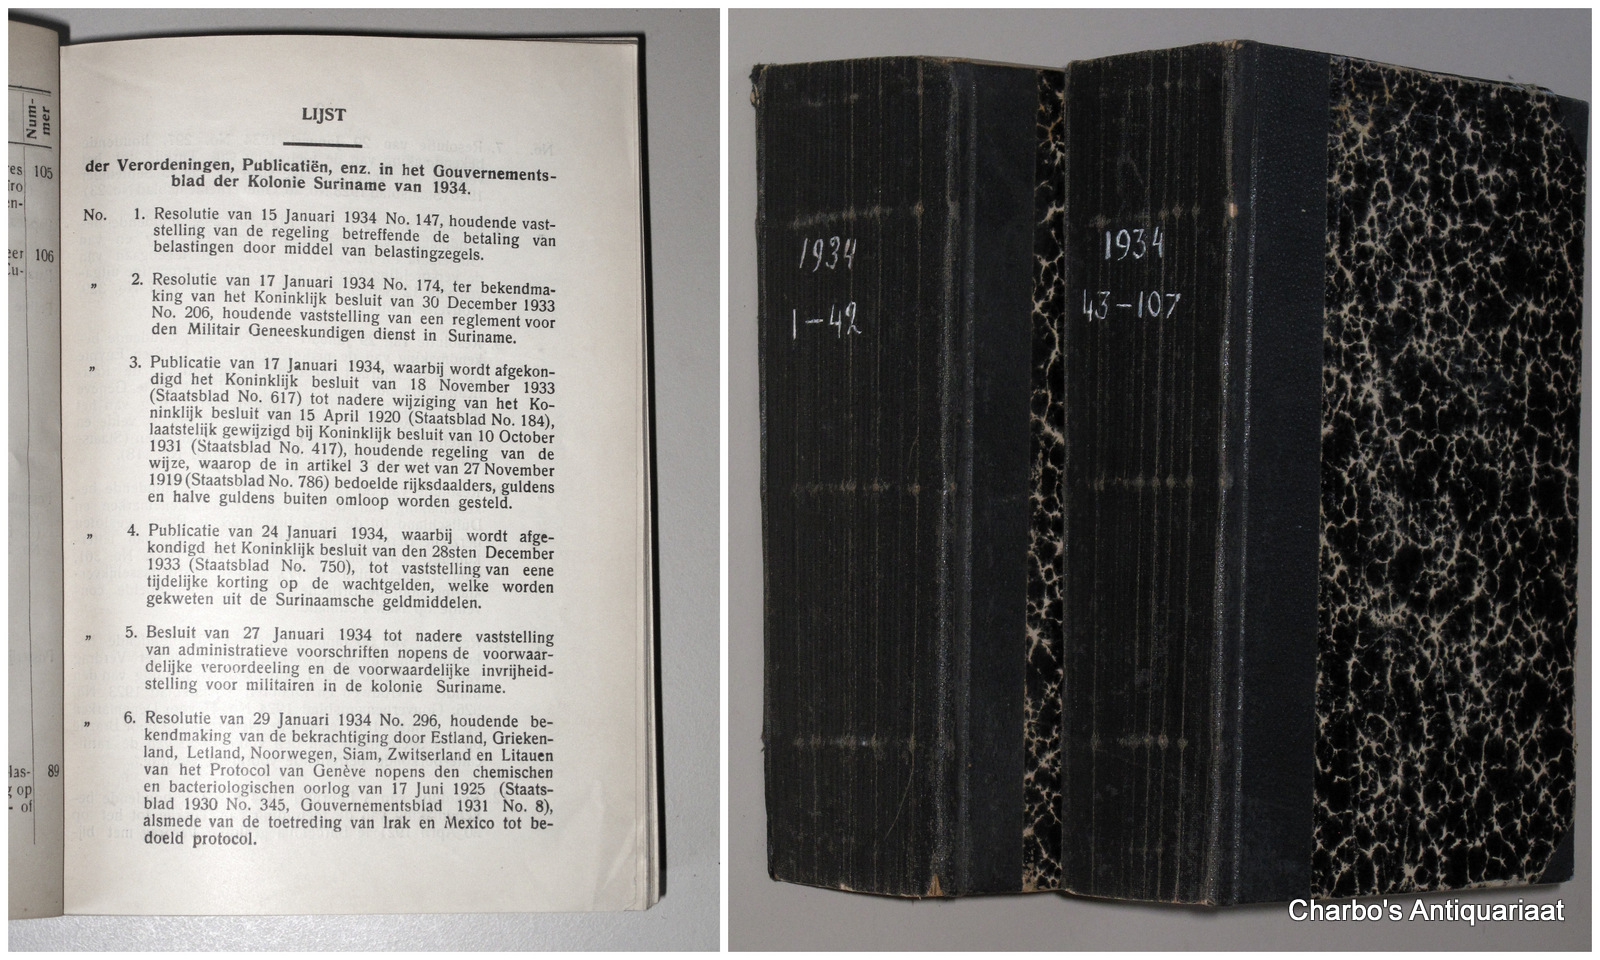 Num-
mer
105
106
89
LIJST
der Verordeningen, Publicatiën, enz. in het Gouvernements-
blad der Kolonie Suriname van 1934.
No. 1. Resolutie van 15 Januari 1934 No. 147, houdende vast-
stelling van de regeling betreffende de betaling van
belastingen door middel van belastingzegels.
„ 2. Resolutie van 17 Januari 1934 No. 174, ter bekendma-
king van het Koninklijk besluit van 30 December 1933
No. 206, houdende vaststelling van een reglement voor
den Militair Geneeskundigen dienst in Suriname.
„ 3. Publicatie van 17 Januari 1934, waarbij wordt afgekon-
digd het Koninklijk besluit van 18 November 1933
(Staatsblad No. 617) tot nadere wijziging van het Ko-
ninklijk besluit van 15 April 1920 (Staatsblad No. 184),
laatstelijk gewijzigd bij Koninklijk besluit van 10 October
1931 (Staatsblad No. 417), houdende regeling van de
wijze, waarop de in artikel 3 der wet van 27 November
1919 (Staatsblad No. 786) bedoelde rijksdaalders, guldens
en halve guldens buiten omloop worden gesteld.
„ 4. Publicatie van 24 Januari 1934, waarbij wordt afge-
kondigd het Koninklijk besluit van den 28sten December
1933 (Staatsblad No. 750), tot vaststelling van eene
tijdelijke korting op de wachtgelden, welke worden
gekweten uit de Surinaamsche geldmiddelen.
„ 5. Besluit van 27 Januari 1934 tot nadere vaststelling
van administratieve voorschriften nopens de voorwaar-
delijke veroordeeling en de voorwaardelijke invrijheid-
stelling voor militairen in de kolonie Suriname.
„ 6. Resolutie van 29 Januari 1934 No. 296, houdende be-
kendmaking van de bekrachtiging door Estland, Grieken-
land, Letland, Noorwegen, Siam, Zwitserland en Litauen
van het Protocol van Genève nopens den chemischen
en bacteriologischen oorlog van 17 Juni 1925 (Staats-
blad 1930 No. 345, Gouvernementsblad 1931 No. 8),
alsmede van de toetreding van Irak en Mexico tot be-
doeld protocol.
1934
1-42
1934
43-107
Charbo's Antiquariaat